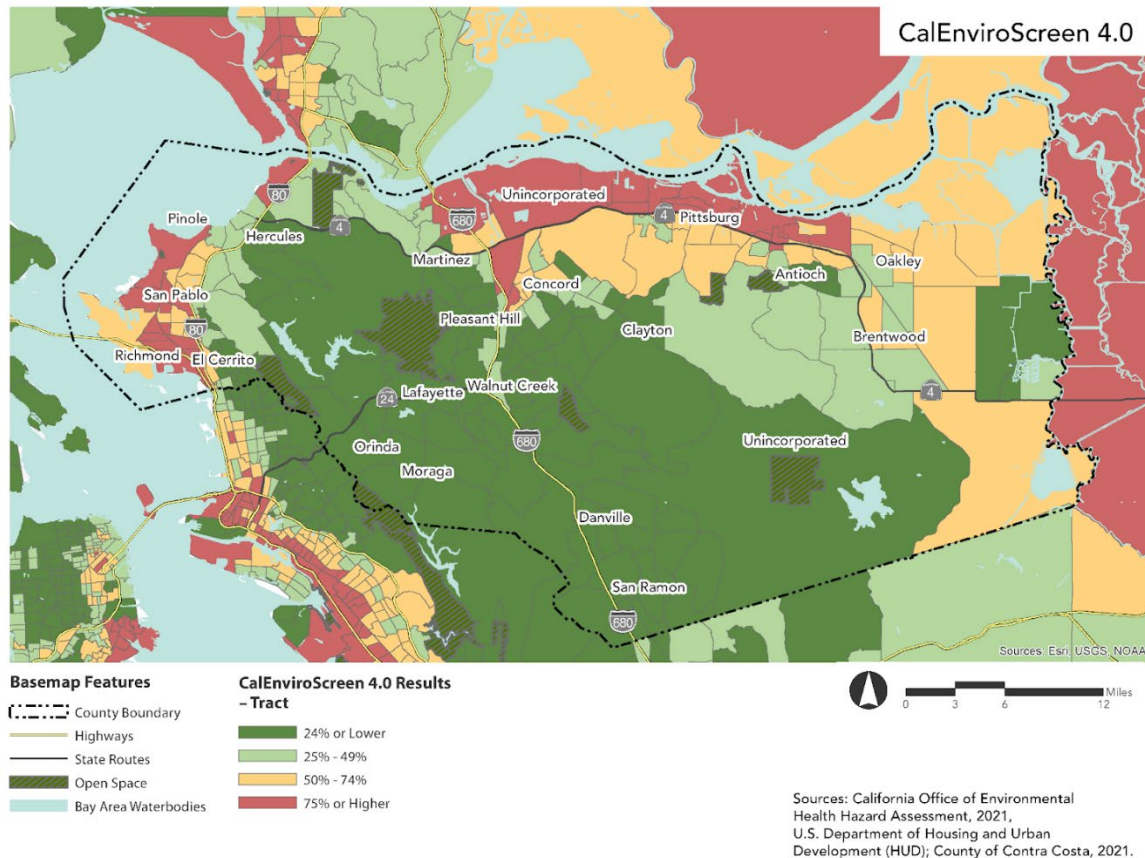 CalEnviroScreen 4.0
Unincorporated
80
Pinole
680
4
Pittsburg
Hercules
4
Martinez
Oakley
Antioch
Concord
San Pablo
Pleasant Hill
Clayton
80
Brentwood
Richmond
El Cerrito
Walnut Creek
Lafayette
24
4
Orinda
680
Unincorporated
Moraga
Danville
San Ramon
680
Sources: Esri, USGS, NOAA
Basemap Features
County Boundary
Highways
State Routes
Open Space
Bay Area Waterbodies
CalEnviroScreen 4.0 Results
– Tract
24% or Lower
25% - 49%
50% - 74%
75% or Higher
Miles
0 3 6 12
Sources: California Office of Environmental
Health Hazard Assessment, 2021,
U.S. Department of Housing and Urban
Development (HUD); County of Contra Costa, 2021.